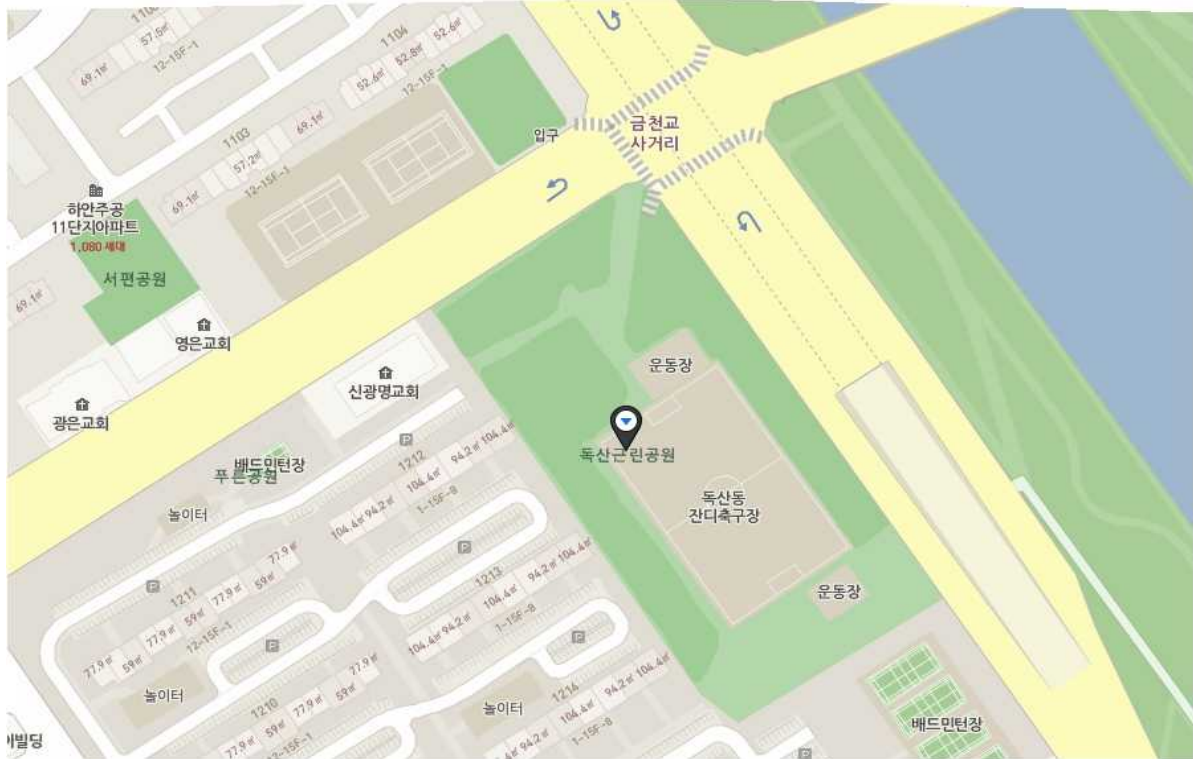 57.5㎡
69.1㎡
12-15F-1
1104
52.6㎡
52.8㎡
52.6㎡
12-15F-1
1103
69.1㎡
57.2㎡
69.1㎡
12-15F-1
입구
금천교
사거리
하안주공
11단지아파트
1,080 세대
서편공원
69.1㎡
영은교회
광은교회
신광명교회
운동장
독산근린공원
독산동
잔디축구장
운동장
배드민턴장
푸른공원
놀이터
P
1212
104.4㎡ 94.2㎡ 104.4㎡ 94.2㎡ 104.4㎡
1-15F-8
P
P
1211
77.9㎡ 59㎡ 77.9㎡ 59㎡ 77.9㎡
12-15F-1
1213
104.4㎡ 94.2㎡ 104.4㎡ 94.2㎡ 104.4㎡
1-15F-8
P
P
놀이터
1210
77.9㎡ 59㎡ 77.9㎡ 59㎡ 77.9㎡
12-15F-1
놀이터
1214
94.2㎡ 104.4㎡ 94.2㎡ 104.4㎡
1-15F-8
P
P
배드민턴장
이빌딩